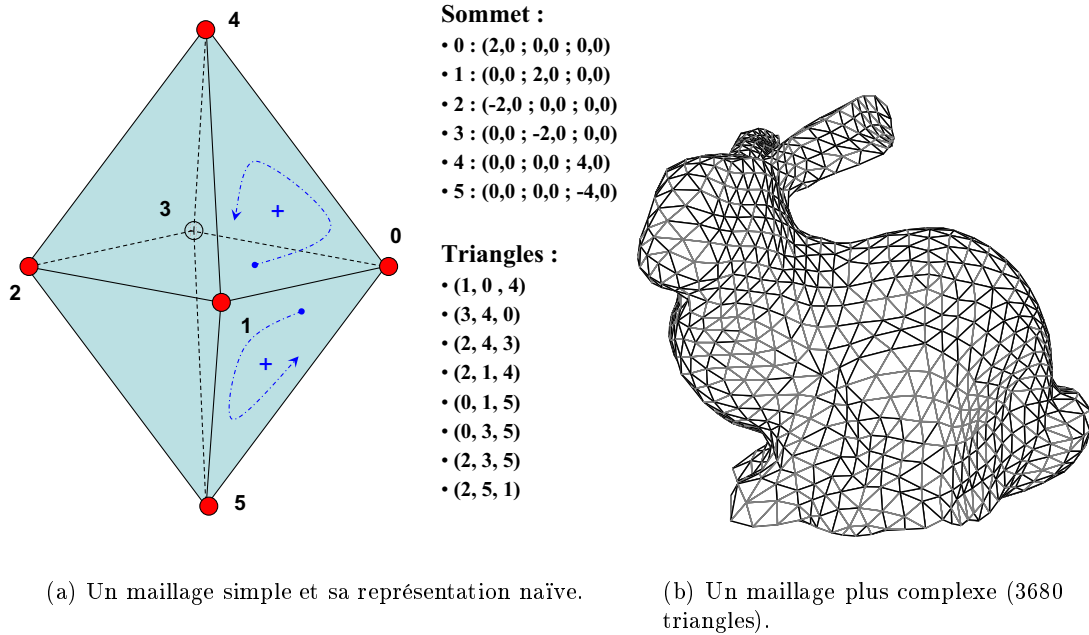 4
3
0
2
1
5
+
+
Sommet :
• 0 : (2,0 ; 0,0 ; 0,0)
• 1 : (0,0 ; 2,0 ; 0,0)
• 2 : (-2,0 ; 0,0 ; 0,0)
• 3 : (0,0 ; -2,0 ; 0,0)
• 4 : (0,0 ; 0,0 ; 4,0)
• 5 : (0,0 ; 0,0 ; -4,0)
Triangles :
• (1, 0 , 4)
• (3, 4, 0)
• (2, 4, 3)
• (2, 1, 4)
• (0, 1, 5)
• (0, 3, 5)
• (2, 3, 5)
• (2, 5, 1)
(a) Un maillage simple et sa représentation naïve.
(b) Un maillage plus complexe (3680
triangles).